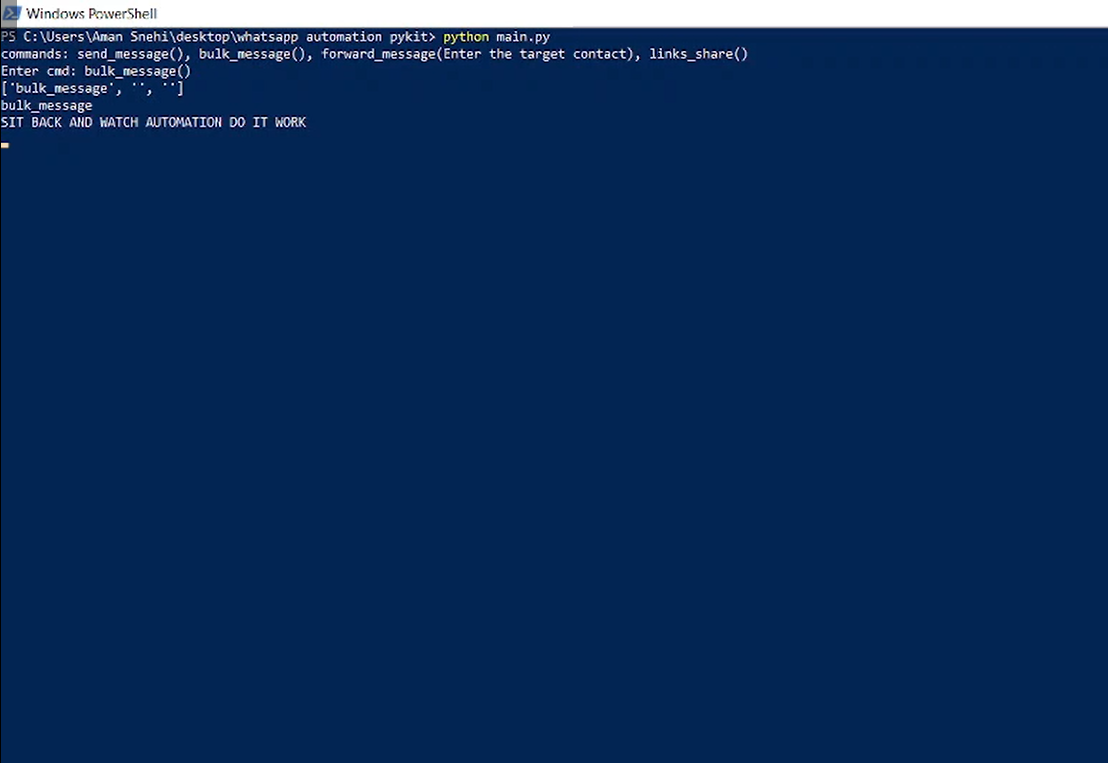 Windows PowerShell
PS C:\Users\Aman Snehi\desktop\whatsapp automation pykit> python main.py
commands: send_message(), bulk_message(), forward_message(Enter the target contact), links_share()
Enter cmd: bulk_message()
['bulk_message', '', '']
bulk_message
SIT BACK AND WATCH AUTOMATION DO IT WORK